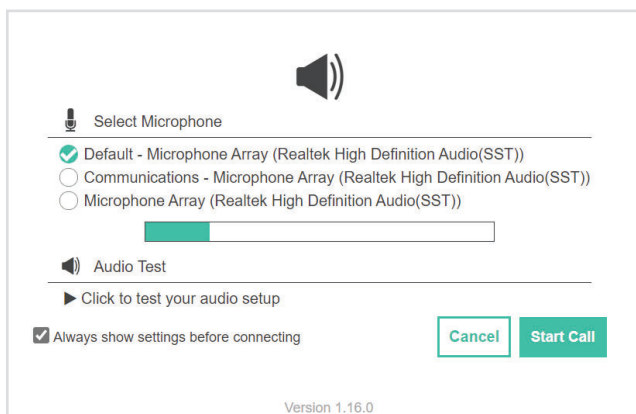 Select Microphone
Default - Microphone Array (Realtek High Definition Audio(SST))
Communications - Microphone Array (Realtek High Definition Audio(SST))
Microphone Array (Realtek High Definition Audio(SST))
Audio Test
Click to test your audio setup
Always show settings before connecting
Cancel
Start Call
Version 1.16.0